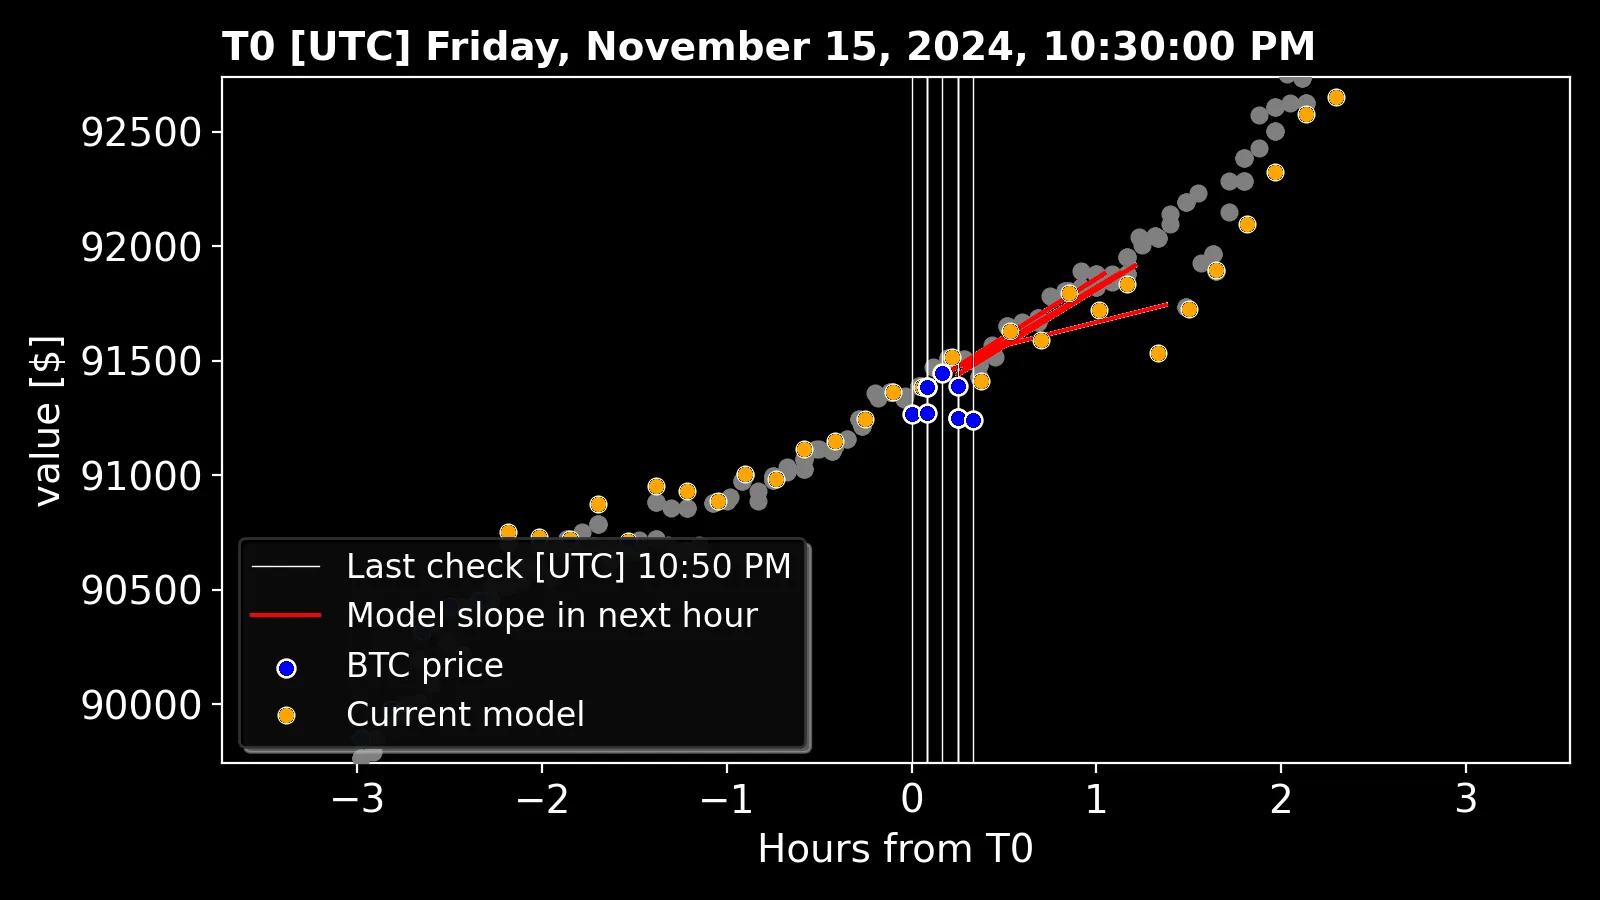 T0 [UTC] Friday, November 15, 2024, 10:30:00 PM
92500
92000
91500
91000
90500
90000
value [$]
Last check [UTC] 10:50 PM
Model slope in next hour
BTC price
Current model
−3 −2 −1 0 1 2 3
Hours from T0